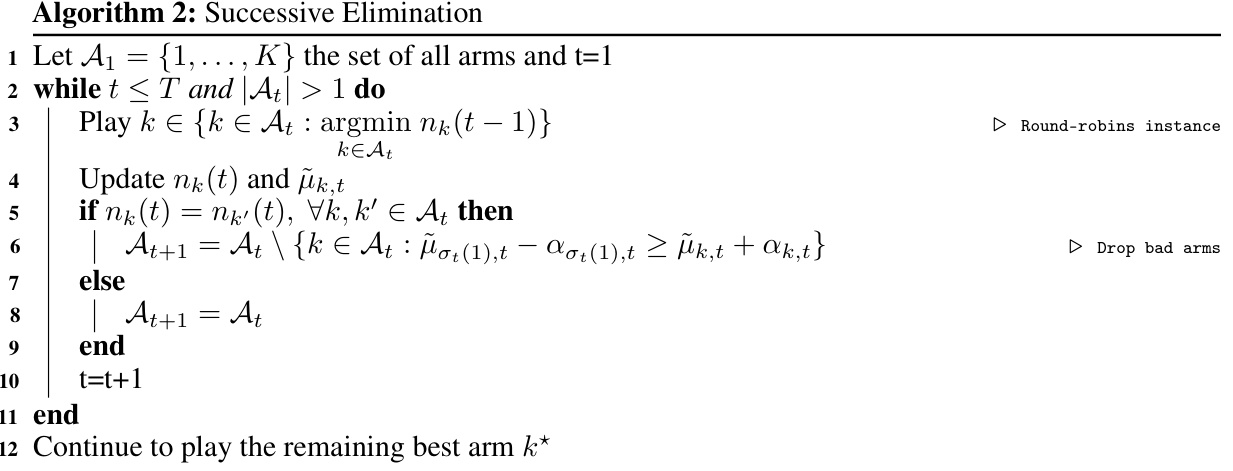 Algorithm 2: Successive Elimination
1 Let 𝒜₁ = {1, . . . , K} the set of all arms and t=1
2 while t ≤ T and |𝒜ₜ| > 1 do
3 Play k ∈ {k ∈ 𝒜ₜ : argmin nₖ(t − 1)} ▷ Round-robins instance
k∈𝒜ₜ
4 Update nₖ(t) and μ̃ₖ,ₜ
5 if nₖ(t) = nₖ′(t), ∀k, k′ ∈ 𝒜ₜ then
6 | 𝒜ₜ₊₁ = 𝒜ₜ \ {k ∈ 𝒜ₜ : μ̃_{σₜ(1),t} − α_{σₜ(1),t} ≥ μ̃_{k,t} + α_{k,t}} ▷ Drop bad arms
7 else
8 | 𝒜ₜ₊₁ = 𝒜ₜ
9 end
10 t=t+1
11 end
12 Continue to play the remaining best arm k⋆